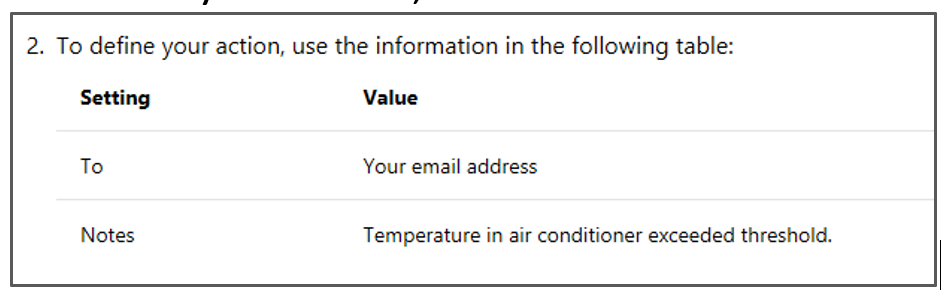 2. To define your action, use the information in the following table:
Setting Value
To Your email address
Notes Temperature in air conditioner exceeded threshold.